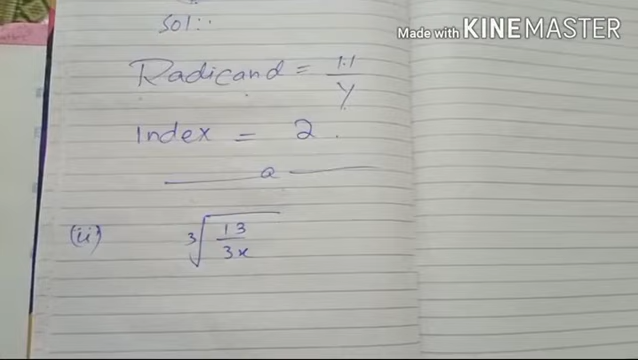 Made with KINEMASTER
Sol:
Radicand = 11/y
Index = 2.
(ii) ∛(13/3x)